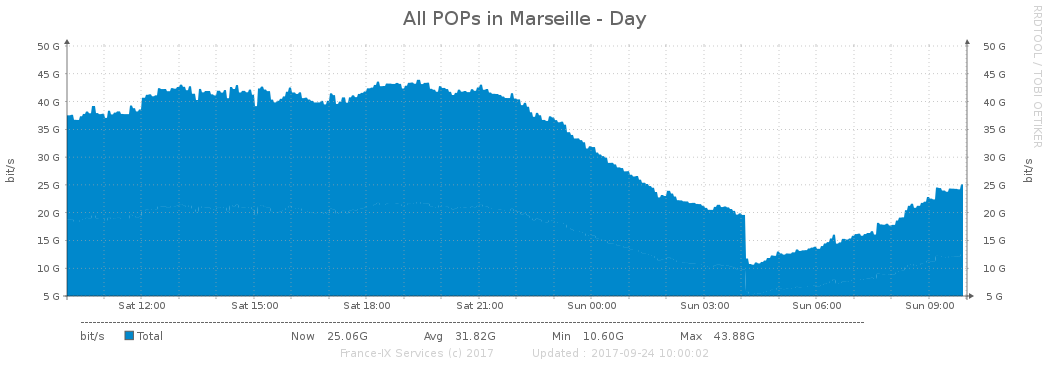 All POPs in Marseille - Day
RRDTOOL / TOBI OETIKER
50 G 50 G
45 G 45 G
40 G 40 G
35 G 35 G
30 G 30 G
25 G 25 G
20 G 20 G
15 G 15 G
10 G 10 G
5 G 5 G
bit/s
bit/s
Sat 12:00 Sat 15:00 Sat 18:00 Sat 21:00 Sun 00:00 Sun 03:00 Sun 06:00 Sun 09:00
bit/s Total Now 25.06G Avg 31.82G Min 10.60G Max 43.88G
France-IX Services (c) 2017 Updated : 2017-09-24 10:00:02